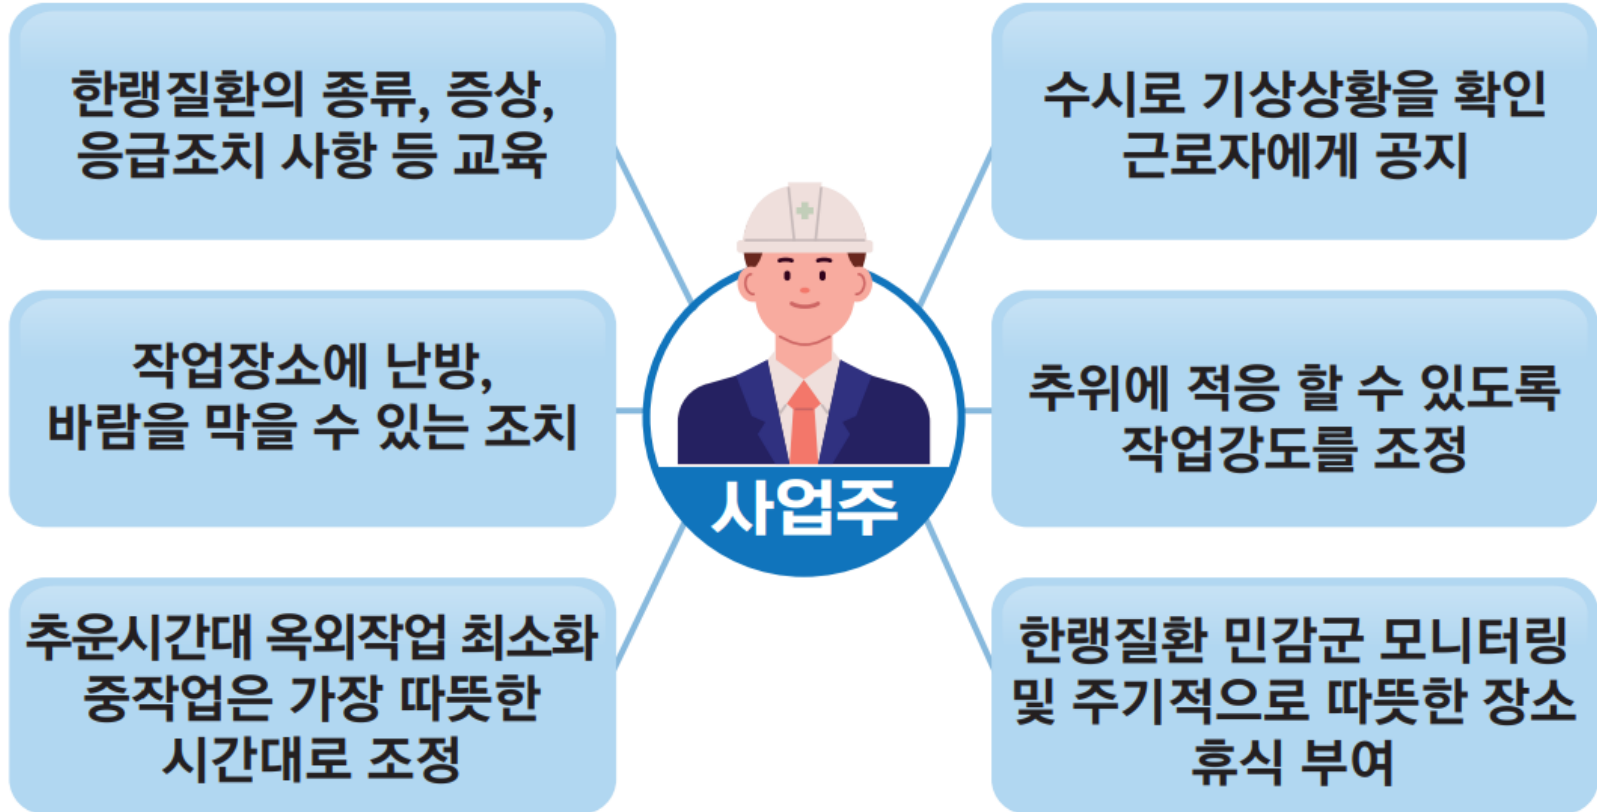 한랭질환의 종류, 증상,
응급조치 사항 등 교육
수시로 기상상황을 확인
근로자에게 공지
작업장소에 난방,
바람을 막을 수 있는 조치
추위에 적응 할 수 있도록
작업강도를 조정
사업주
추운시간대 옥외작업 최소화
중작업은 가장 따뜻한
시간대로 조정
한랭질환 민감군 모니터링
및 주기적으로 따뜻한 장소
휴식 부여